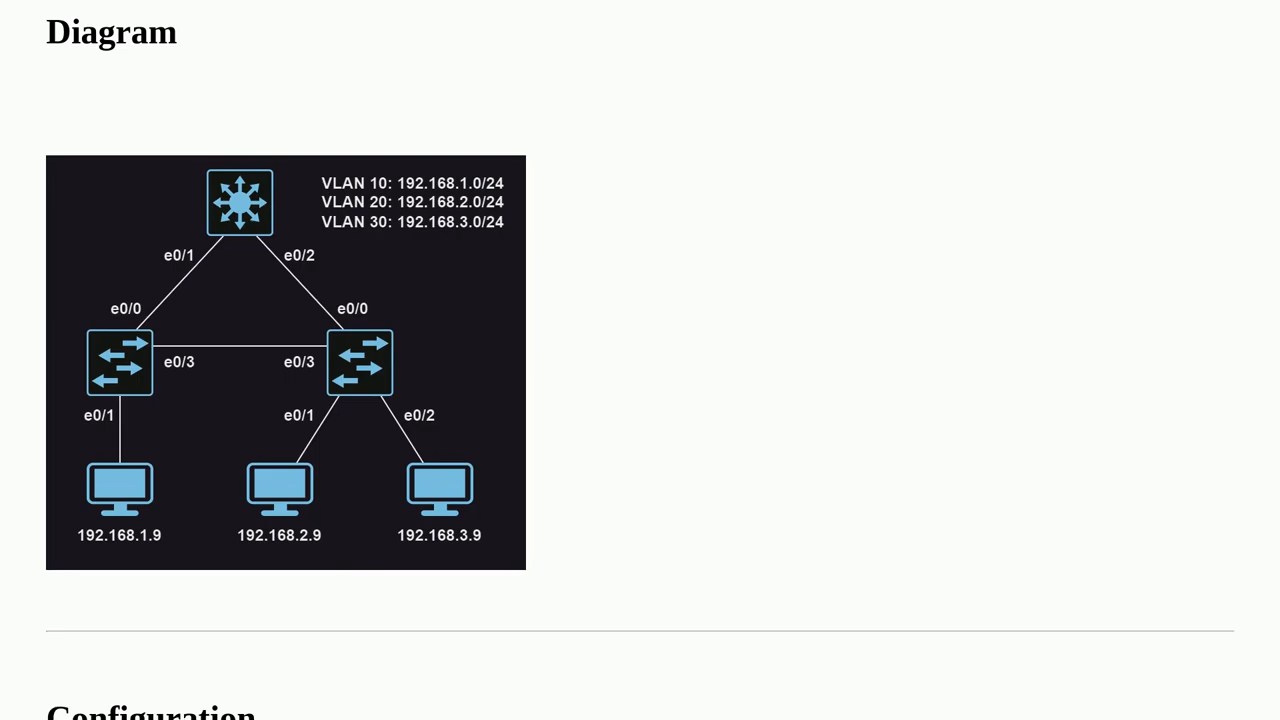 Diagram
VLAN 10: 192.168.1.0/24
VLAN 20: 192.168.2.0/24
VLAN 30: 192.168.3.0/24
e0/1
e0/2
e0/0
e0/0
e0/3
e0/3
e0/1
e0/1
e0/2
192.168.1.9
192.168.2.9
192.168.3.9
Configuration